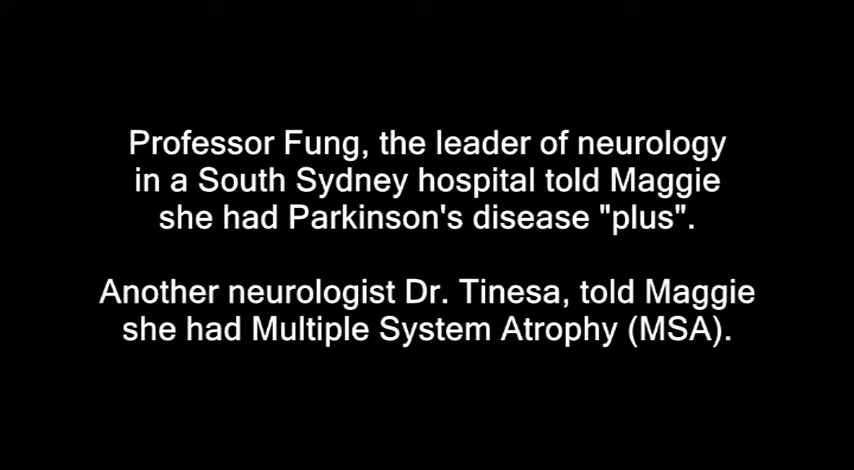 Professor Fung, the leader of neurology
in a South Sydney hospital told Maggie
she had Parkinson's disease "plus".
Another neurologist Dr. Tinesa, told Maggie
she had Multiple System Atrophy (MSA).